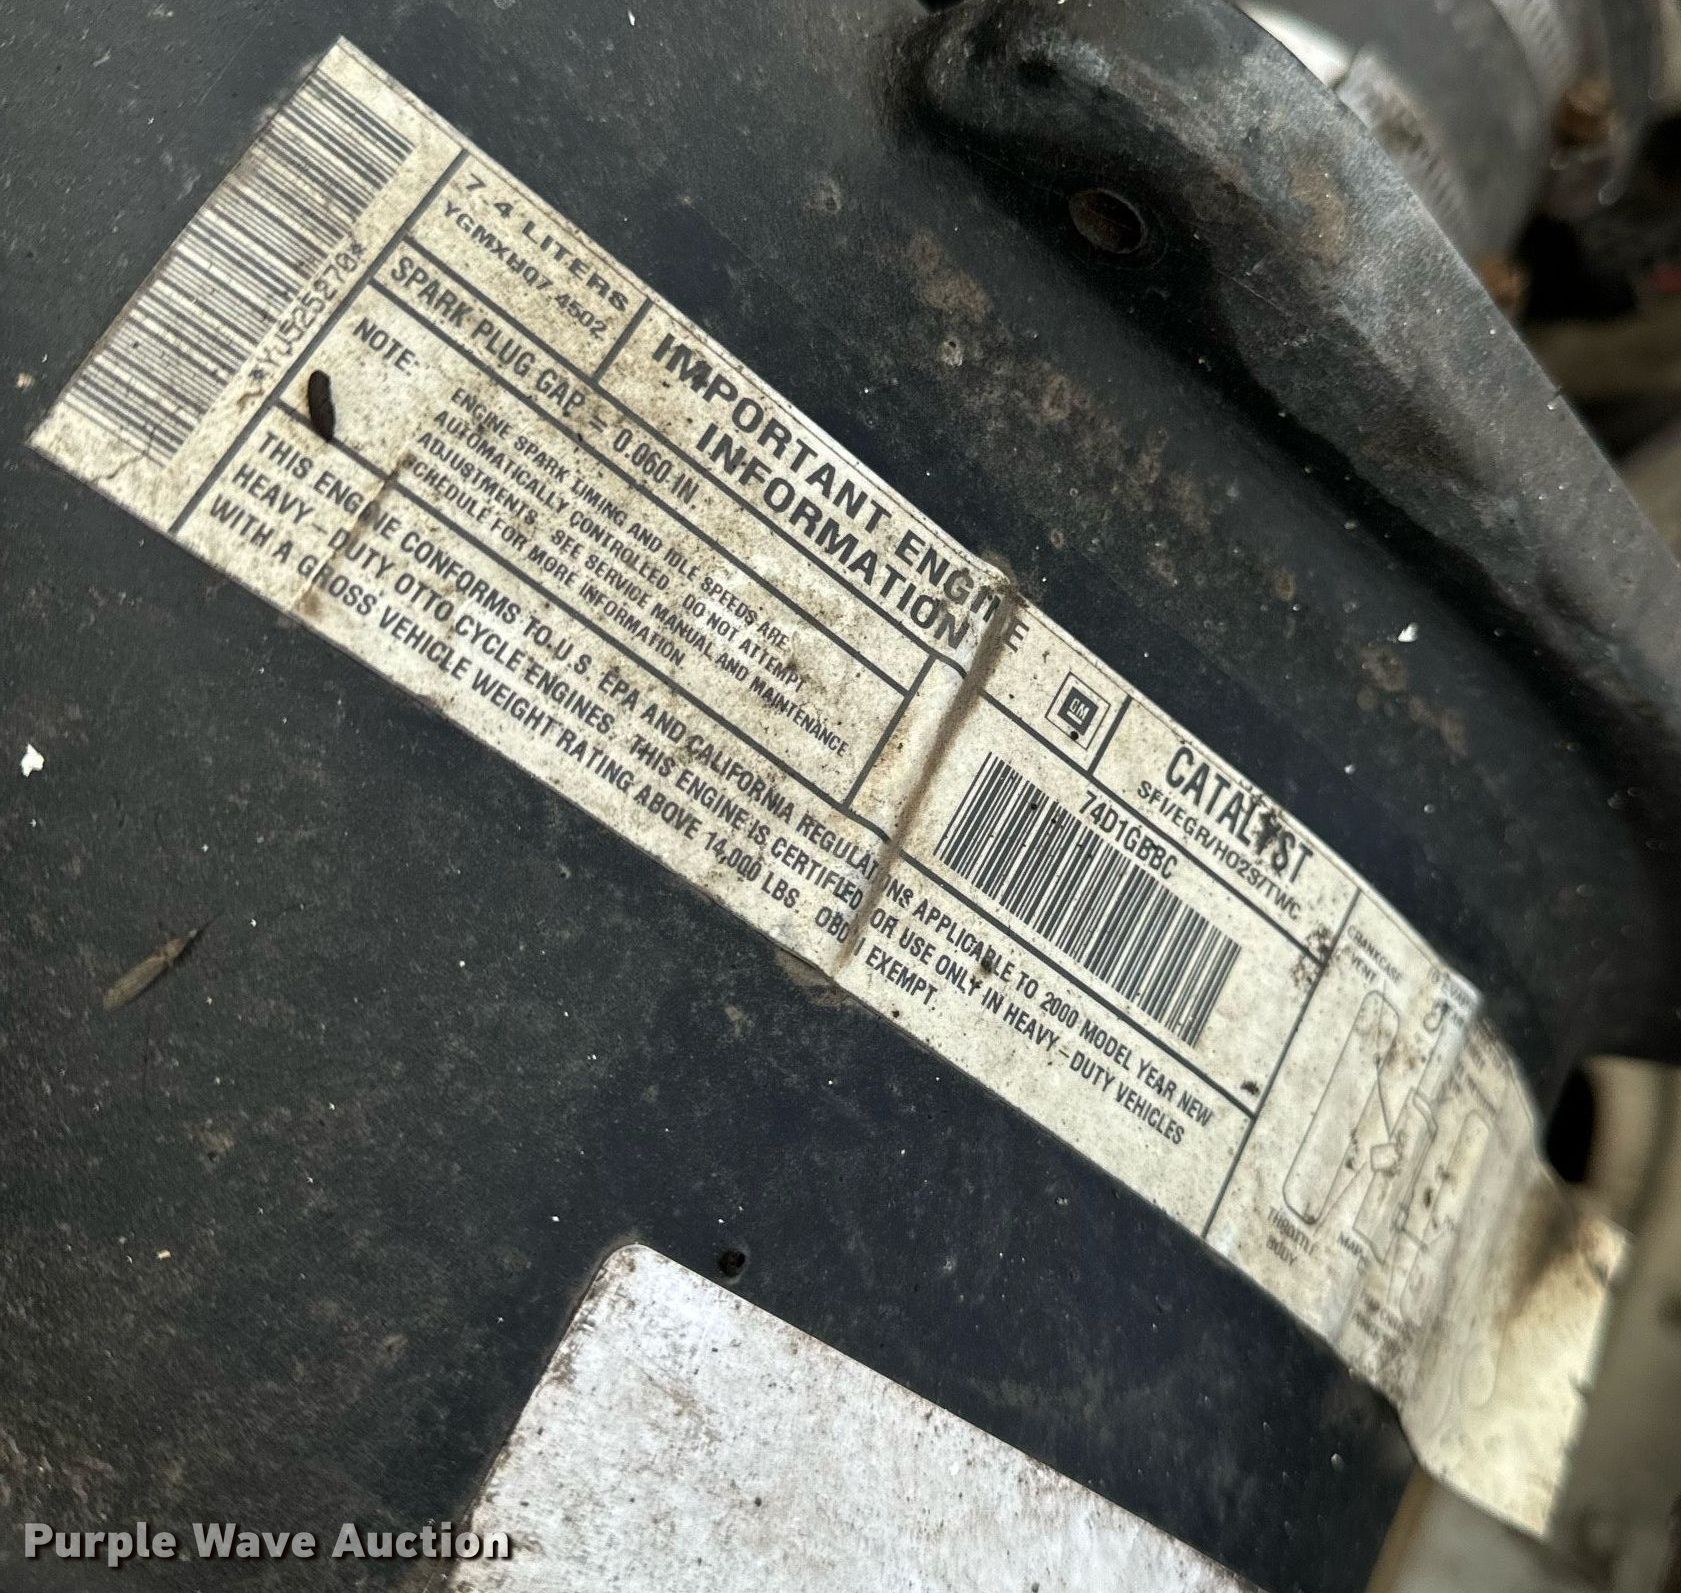 *YU525270*
7.4 LITERS
YGMXH07.4502
IMPORTANT ENGINE
INFORMATION
GM
CATALYST
SFI/EGR/HO2S/TWC
SPARK PLUG GAP = 0.060 IN.
NOTE: ENGINE SPARK TIMING AND IDLE SPEEDS ARE
AUTOMATICALLY CONTROLLED. DO NOT ATTEMPT
ADJUSTMENTS. SEE SERVICE MANUAL AND MAINTENANCE
SCHEDULE FOR MORE INFORMATION.
74D1GBBC
THIS ENGINE CONFORMS TO U.S. EPA AND CALIFORNIA REGULATIONS APPLICABLE TO 2000 MODEL YEAR NEW
HEAVY-DUTY OTTO CYCLE ENGINES. THIS ENGINE IS CERTIFIED FOR USE ONLY IN HEAVY-DUTY VEHICLES
WITH A GROSS VEHICLE WEIGHT RATING ABOVE 14,000 LBS. OBD II EXEMPT.
CRANKCASE
VENT
THROTTLE
BODY
MAP
Purple Wave Auction